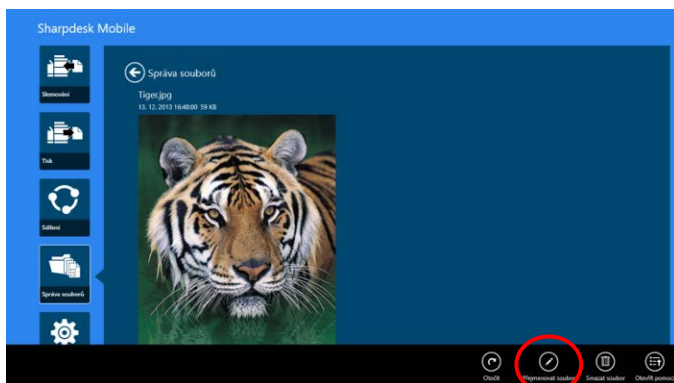 Sharpdesk Mobile
Skenování
Správa souborů
Tiger.jpg
13. 12. 2013 16:48:00 59 KB
Tisk
Sdílení
Správa souborů
Otočit
Přejmenovat soubor
Smazat soubor
Otevřít pomocí